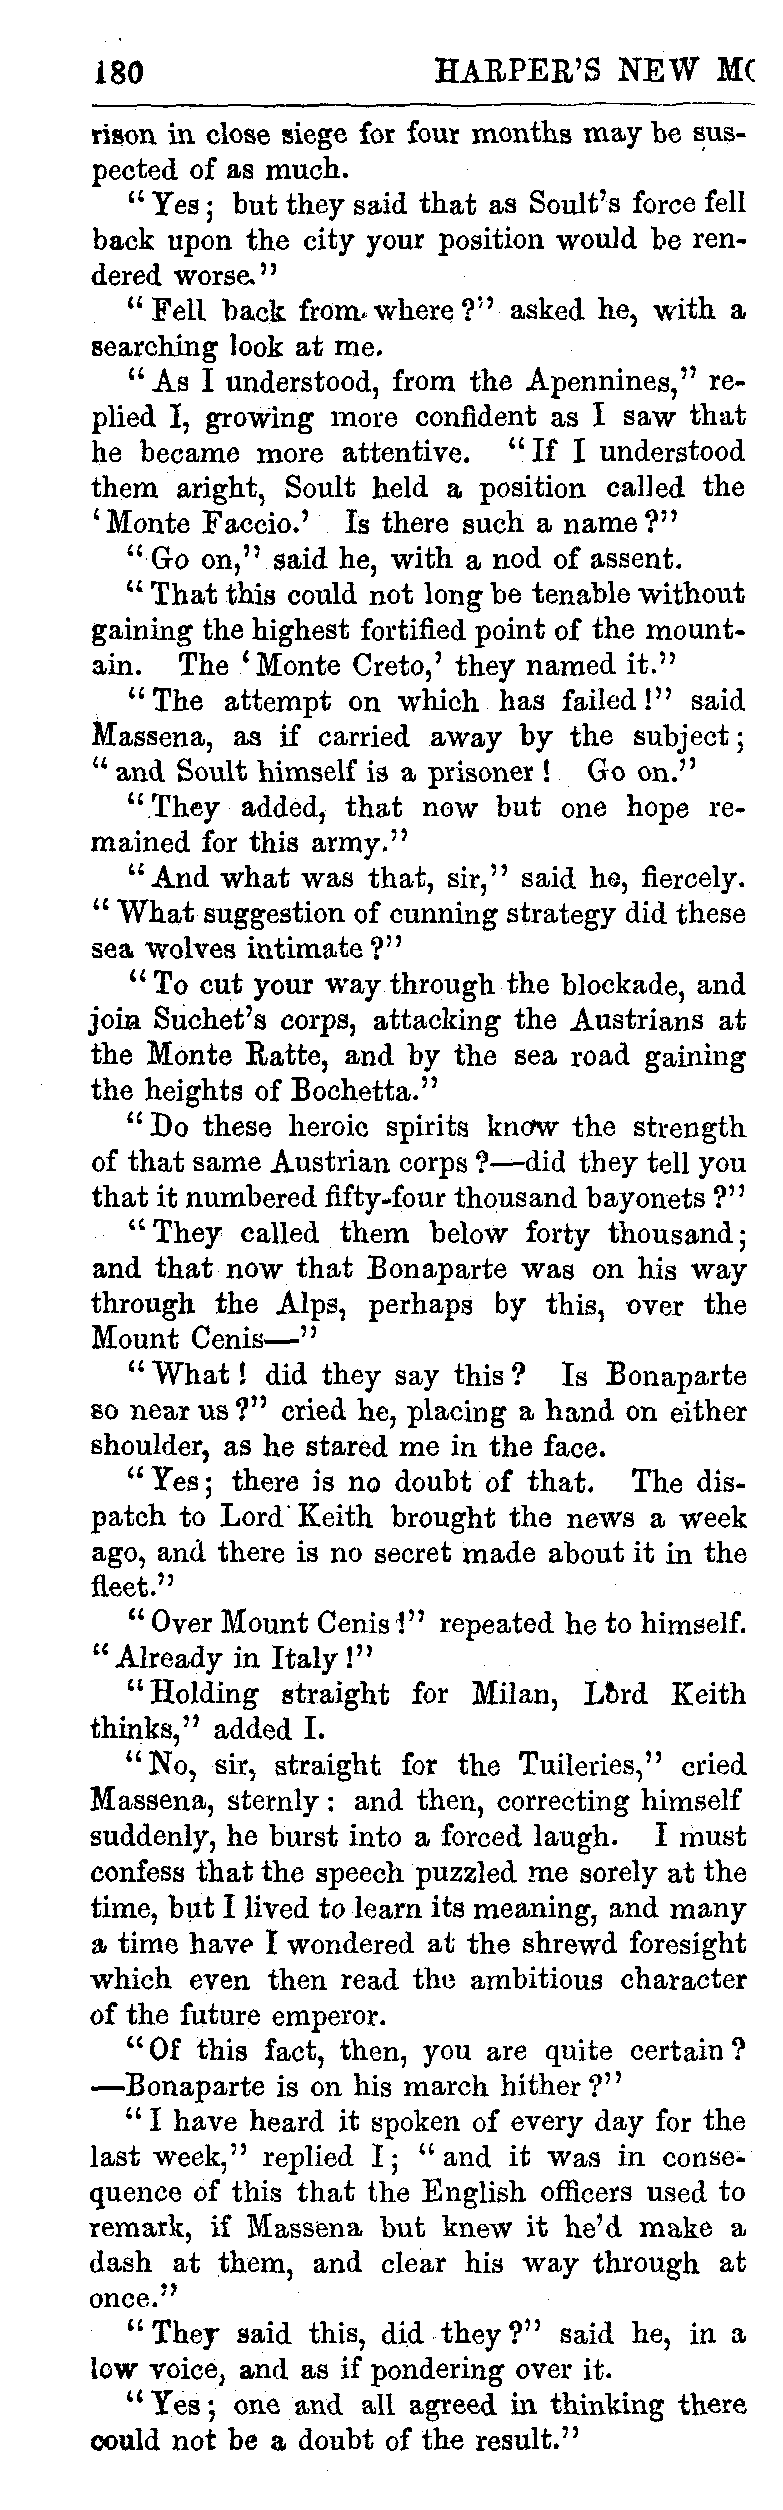 180 HARPER'S NEW MC
rison in close siege for four months may be sus-
pected of as much.
"Yes; but they said that as Soult's force fell
back upon the city your position would be ren-
dered worse."
"Fell back from where?" asked he, with a
searching look at me.
"As I understood, from the Apennines," re-
plied I, growing more confident as I saw that
he became more attentive. "If I understood
them aright, Soult held a position called the
'Monte Faccio.' Is there such a name?"
"Go on," said he, with a nod of assent.
"That this could not long be tenable without
gaining the highest fortified point of the mount-
ain. The 'Monte Creto,' they named it."
"The attempt on which has failed!" said
Massena, as if carried away by the subject;
"and Soult himself is a prisoner! Go on."
"They added, that now but one hope re-
mained for this army."
"And what was that, sir," said he, fiercely.
"What suggestion of cunning strategy did these
sea wolves intimate?"
"To cut your way through the blockade, and
join Suchet's corps, attacking the Austrians at
the Monte Ratte, and by the sea road gaining
the heights of Bochetta."
"Do these heroic spirits know the strength
of that same Austrian corps?—did they tell you
that it numbered fifty-four thousand bayonets?"
"They called them below forty thousand;
and that now that Bonaparte was on his way
through the Alps, perhaps by this, over the
Mount Cenis—"
"What! did they say this? Is Bonaparte
so near us?" cried he, placing a hand on either
shoulder, as he stared me in the face.
"Yes; there is no doubt of that. The dis-
patch to Lord Keith brought the news a week
ago, and there is no secret made about it in the
fleet."
"Over Mount Cenis!" repeated he to himself.
"Already in Italy!"
"Holding straight for Milan, Lord Keith
thinks," added I.
"No, sir, straight for the Tuileries," cried
Massena, sternly: and then, correcting himself
suddenly, he burst into a forced laugh. I must
confess that the speech puzzled me sorely at the
time, but I lived to learn its meaning, and many
a time have I wondered at the shrewd foresight
which even then read the ambitious character
of the future emperor.
"Of this fact, then, you are quite certain?
—Bonaparte is on his march hither?"
"I have heard it spoken of every day for the
last week," replied I; "and it was in conse-
quence of this that the English officers used to
remark, if Massena but knew it he'd make a
dash at them, and clear his way through at
once."
"They said this, did they?" said he, in a
low voice, and as if pondering over it.
"Yes; one and all agreed in thinking there
could not be a doubt of the result."